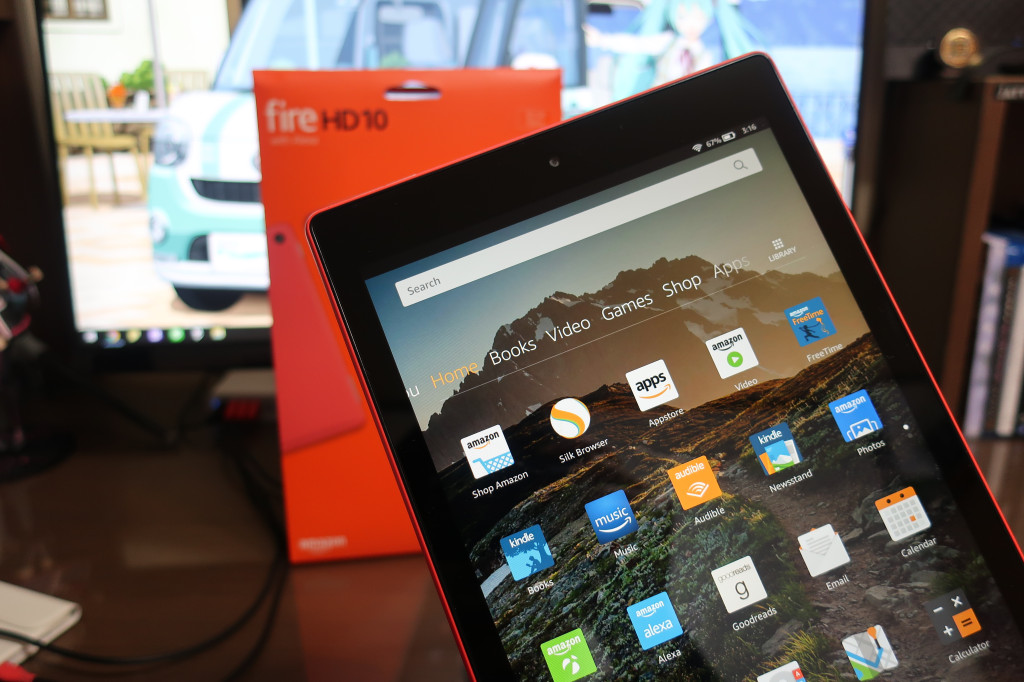 fire HD 10
67% 3:16
Search
LIBRARY
Home Books Video Games Shop Apps
amazon
FreeTime
FreeTime
amazon
Video
apps
Appstore
Silk Browser
amazon
Shop Amazon
amazon
Photos
kindle
Newsstand
audible
Audible
music
Music
kindle
Books
Calendar
Email
goodreads
g
Goodreads
amazon
alexa
Alexa
amazon
Calculator
amazon